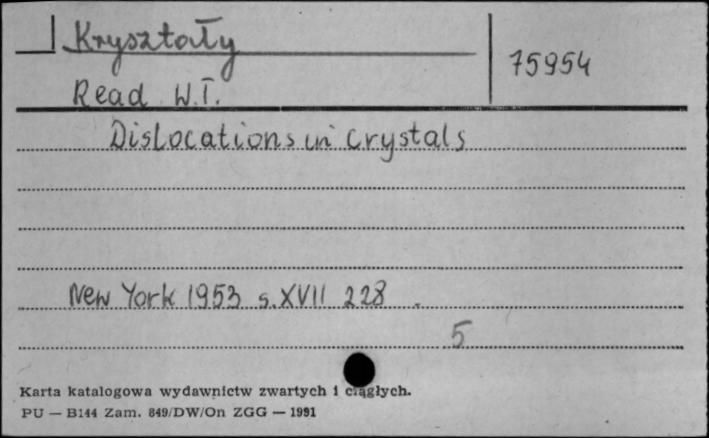 Kryształy
75954
Read W.T.
Dislocations in crystals
New York 1953 s. XVII 228 .
5
Karta katalogowa wydawnictw zwartych i ciągłych.
PU — B144 Zam. 849/DW/On ZGG — 1991